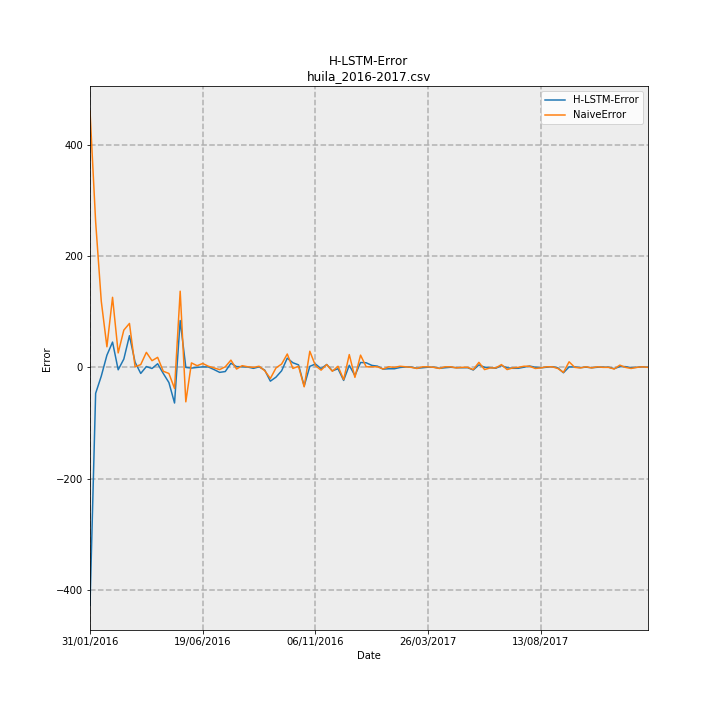 H-LSTM-Error
huila_2016-2017.csv
H-LSTM-Error
NaiveError
400
200
0
−200
−400
Error
31/01/2016 19/06/2016 06/11/2016 26/03/2017 13/08/2017
Date